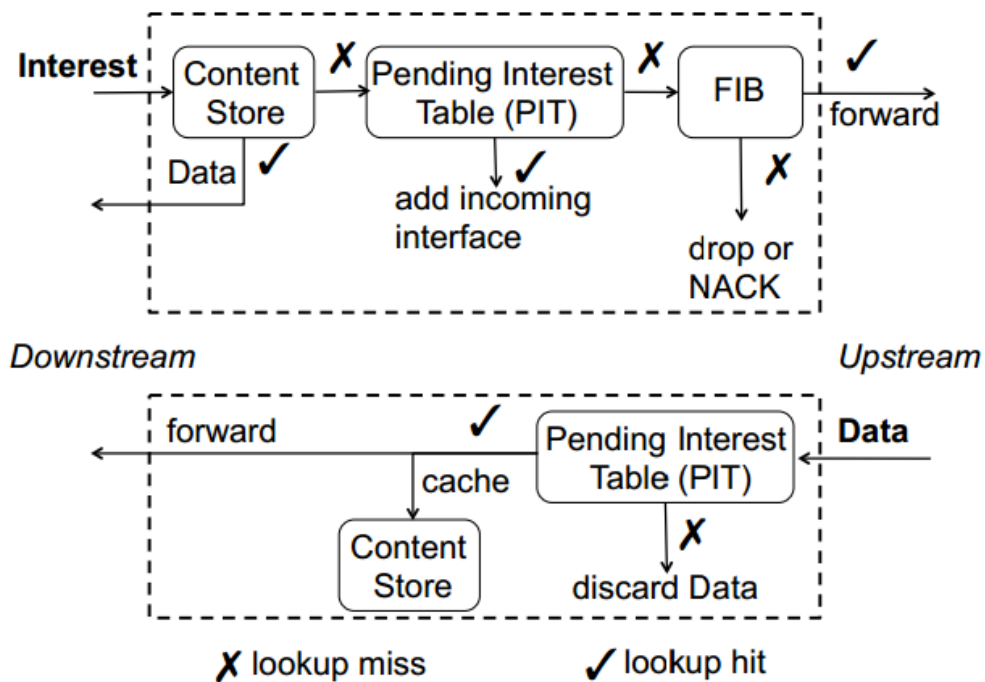 Interest
Content
Store
✗
Pending Interest
Table (PIT)
✗
FIB
✓
forward
Data
✓
✓
add incoming
interface
✗
drop or
NACK
Downstream
Upstream
forward
✓
Pending Interest
Table (PIT)
Data
cache
Content
Store
✗
discard Data
✗ lookup miss
✓ lookup hit